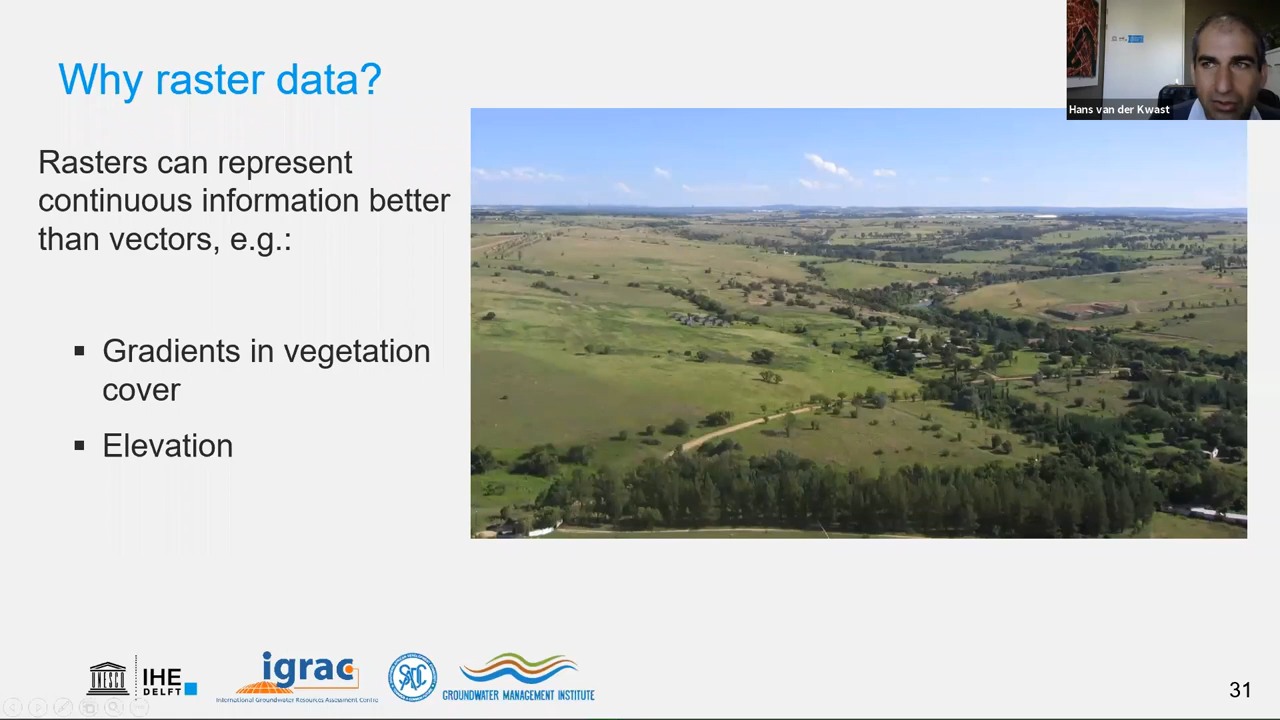 Why raster data?
Hans van der Kwast
Rasters can represent
continuous information better
than vectors, e.g.:
▪ Gradients in vegetation
cover
▪ Elevation
UNESCO
IHE
DELFT
igrac
International Groundwater Resources Assessment Centre
GROUNDWATER MANAGEMENT INSTITUTE
31